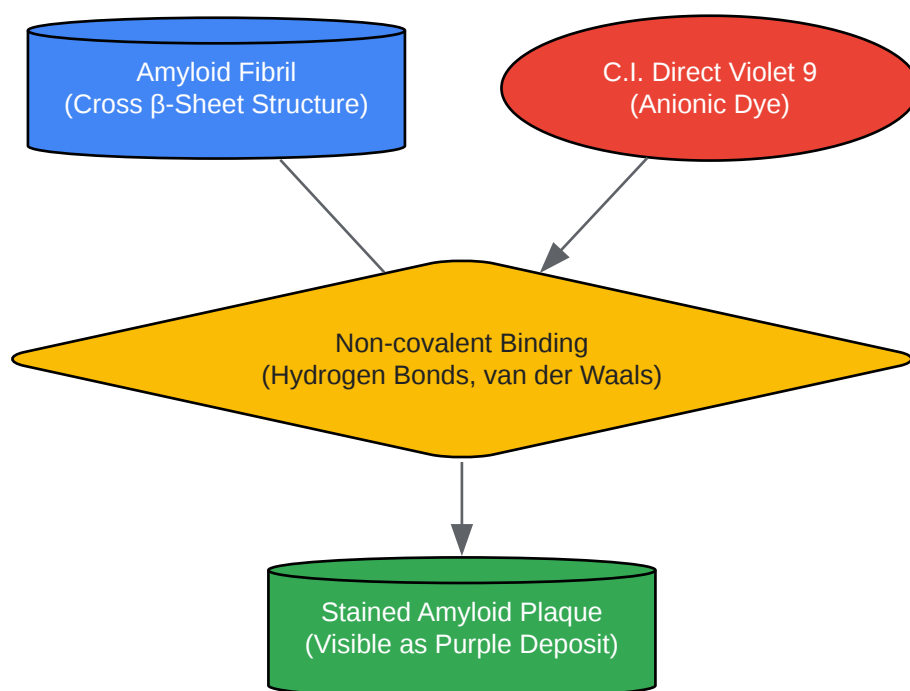 Amyloid Fibril
(Cross β-Sheet Structure)
C.I. Direct Violet 9
(Anionic Dye)
Non-covalent Binding
(Hydrogen Bonds, van der Waals)
Stained Amyloid Plaque
(Visible as Purple Deposit)